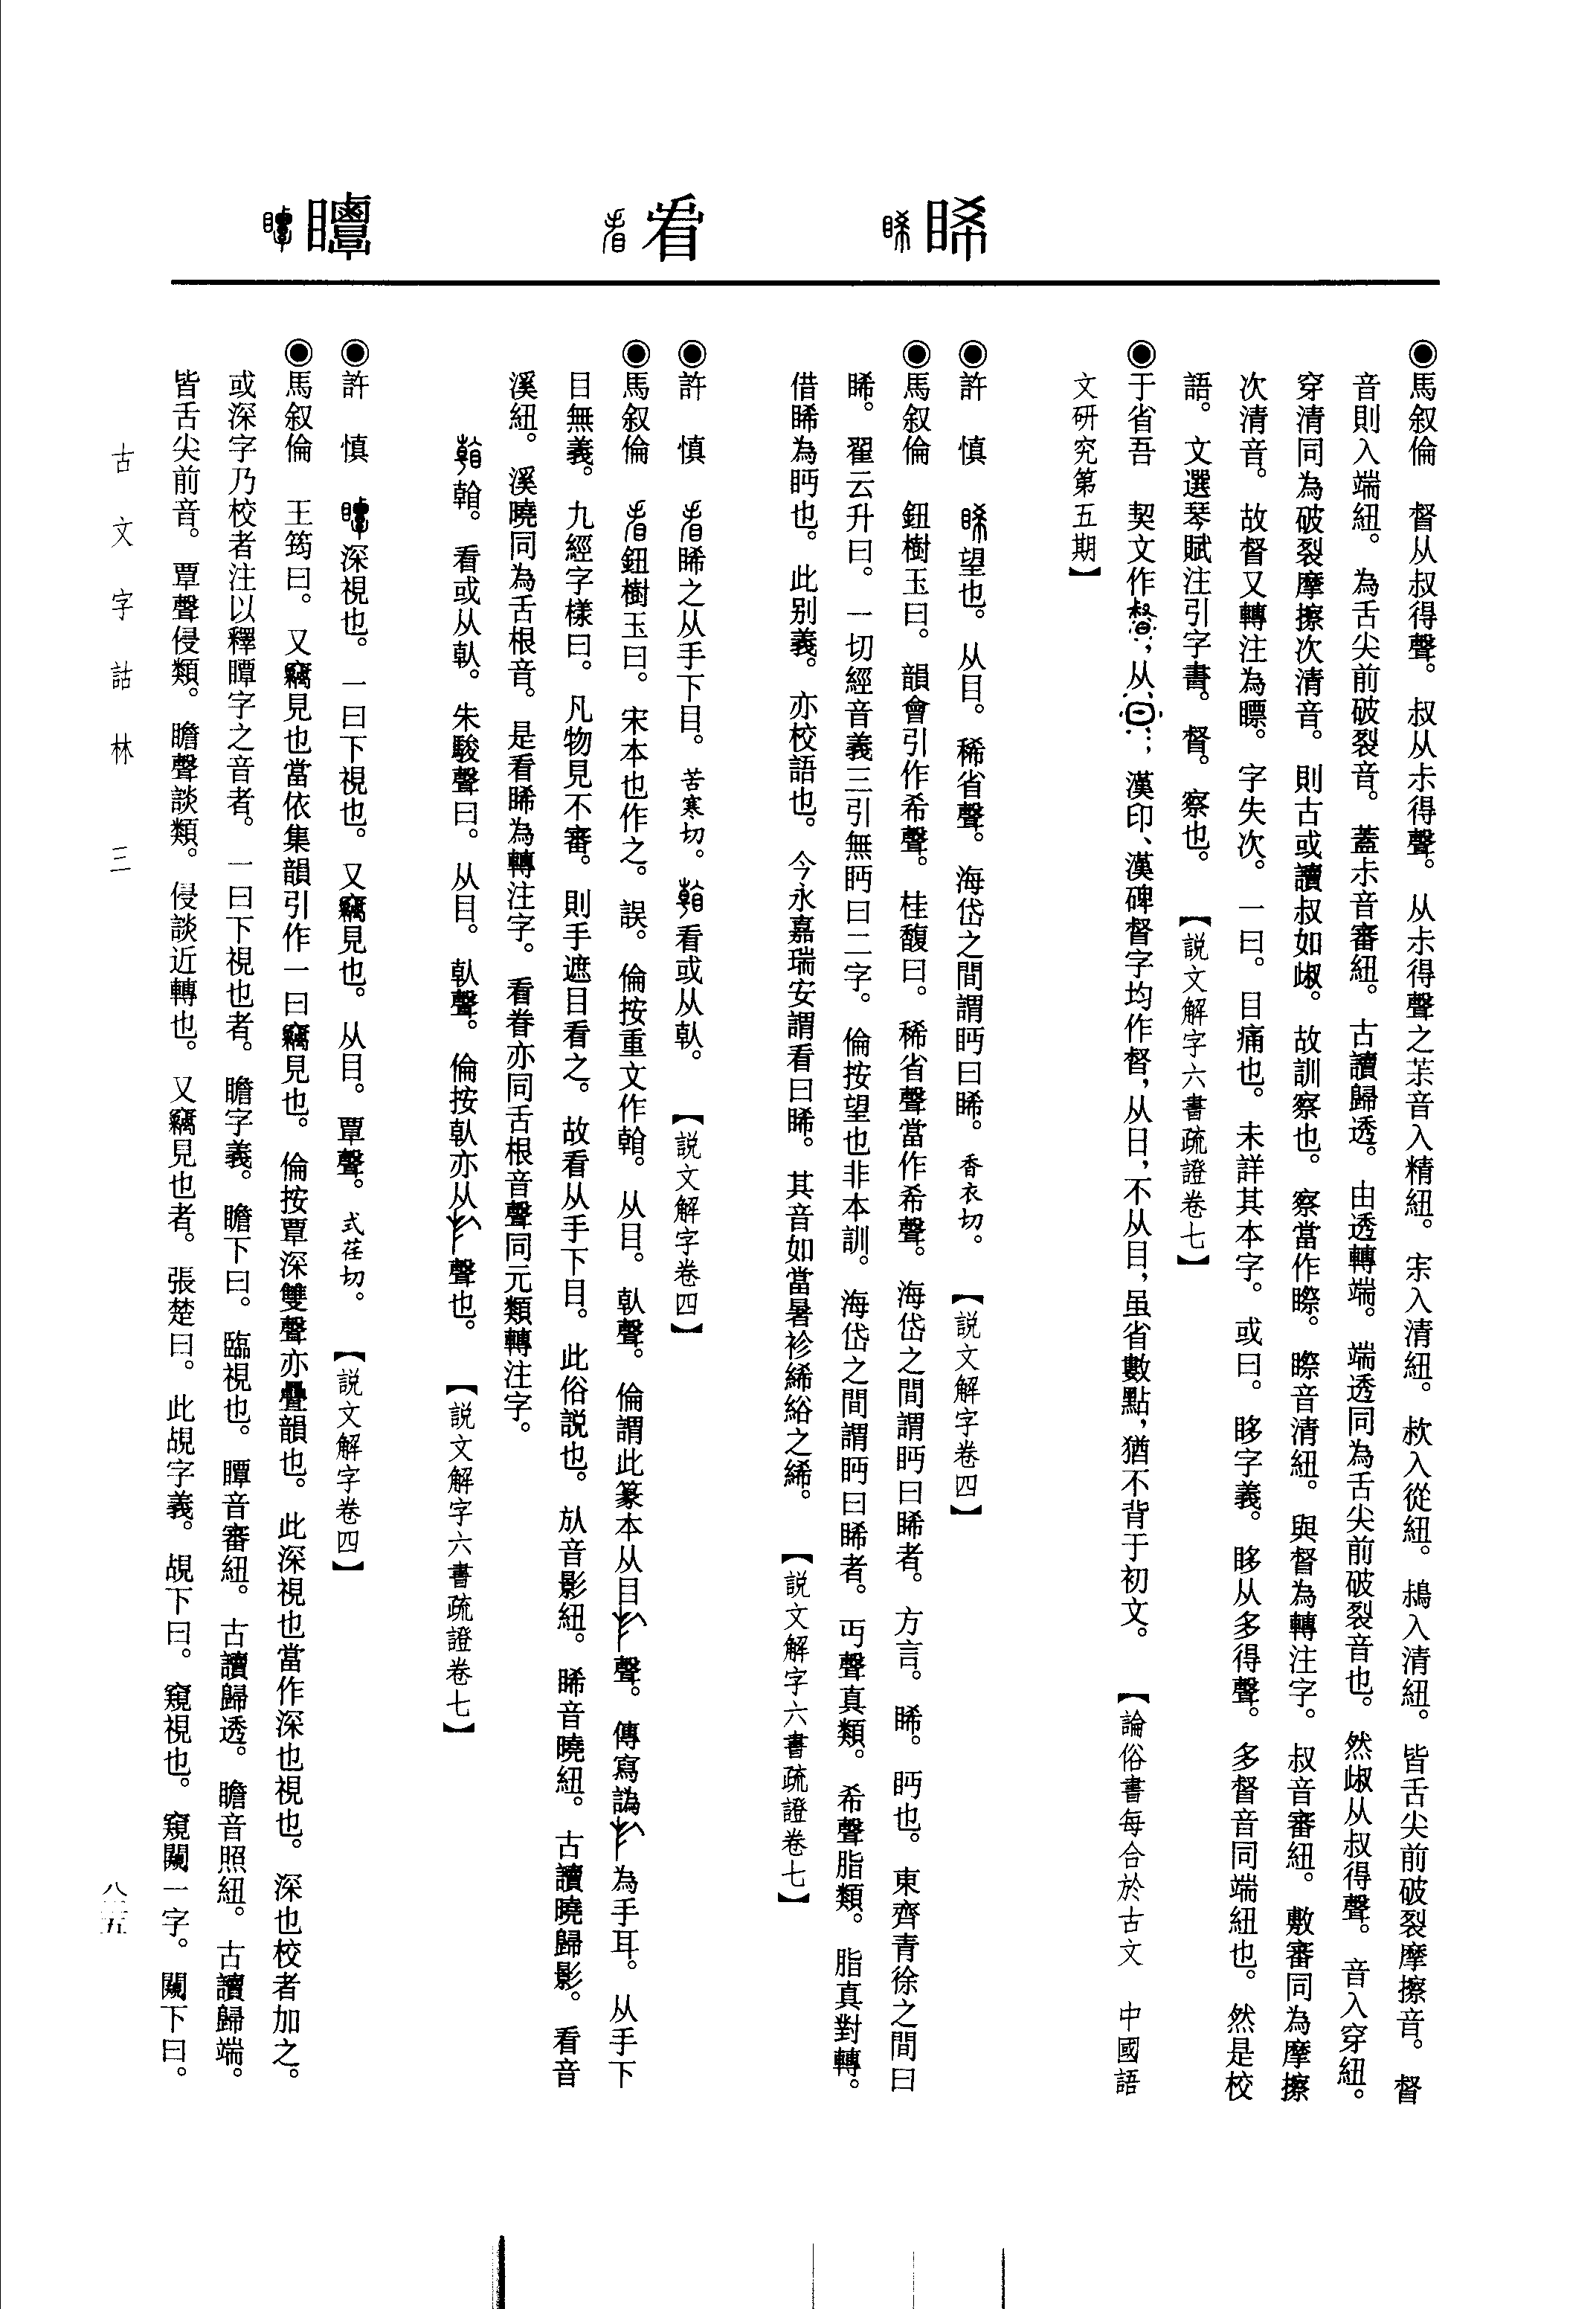 睎 看 瞫
◉馬叙倫　督从叔得聲。叔从尗得聲。从尗得聲之茮音入精紐。宗入清紐。敊入從紐。鵱入清紐。皆舌尖前破裂摩擦音。督
音則入端紐。為舌尖前破裂音。蓋尗音審紐。古讀歸透。由透轉端。端透同為舌尖前破裂音也。然埱从叔得聲。音入穿紐。
穿清同為破裂摩擦次清音。則古或讀叔如埱。故訓察也。察當作瞭。瞭音清紐。與督為轉注字。叔音審紐。敷審同為摩擦
次清音。故督又轉注為瞟。字失次。一曰。目痛也。未詳其本字。或曰。眵字義。眵从多得聲。多督音同端紐也。然是校
語。文選琴賦注引字書。督。察也。【説文解字六書疏證卷七】
◉于省吾　契文作，从，漢印、漢碑督字均作督，从日，不从目，虽省數點，猶不背于初文。【論俗書每合於古文　中國語
文研究第五期】
◉許　慎　睎望也。从目。稀省聲。海岱之間謂眄曰睎。香衣切。【説文解字卷四】
◉馬叙倫　鈕樹玉曰。韻會引作希聲。桂馥曰。稀省聲當作希聲。海岱之間謂眄曰睎者。方言。睎。眄也。東齊青徐之間曰
睎。翟云升曰。一切經音義三引無眄曰二字。倫按望也非本訓。海岱之間謂眄曰睎者。丏聲真類。希聲脂類。脂真對轉。
借睎為眄也。此别義。亦校語也。今永嘉瑞安謂看曰睎。其音如當暑袗絺綌之絺。【説文解字六書疏證卷七】
◉許　慎　看睎之从手下目。苦寒切。看或从倝。【説文解字卷四】
◉馬叙倫　鈕樹玉曰。宋本也作之。誤。倫按重文作翰。从目。倝聲。倫謂此篆本从目聲。傳寫譌為手耳。从手下
目無義。九經字樣曰。凡物見不審。則手遮目看之。故看从手下目。此俗説也。㫃音影紐。睎音曉紐。古讀曉歸影。看音
溪紐。溪曉同為舌根音。是看睎為轉注字。看眷亦同舌根音聲同元類轉注字。
翰。看或从倝。朱駿聲曰。从目。倝聲。倫按倝亦从聲也。【説文解字六書疏證卷七】
◉許　慎　瞫深視也。一曰下視也。又竊見也。从目。覃聲。式荏切。【説文解字卷四】
◉馬叙倫　王筠曰。又竊見也當依集韻引作一曰竊見也。倫按覃深雙聲亦疊韻也。此深視也當作深也視也。深也校者加之。
或深字乃校者注以釋瞫字之音者。一曰下視也者。瞻字義。瞻下曰。臨視也。瞫音審紐。古讀歸透。瞻音照紐。古讀歸端。
皆舌尖前音。覃聲侵類。瞻聲談類。侵談近轉也。又竊見也者。張楚曰。此覘字義。覘下曰。窺視也。窺闚一字。闚下曰。
古文字詁林　三
八三五